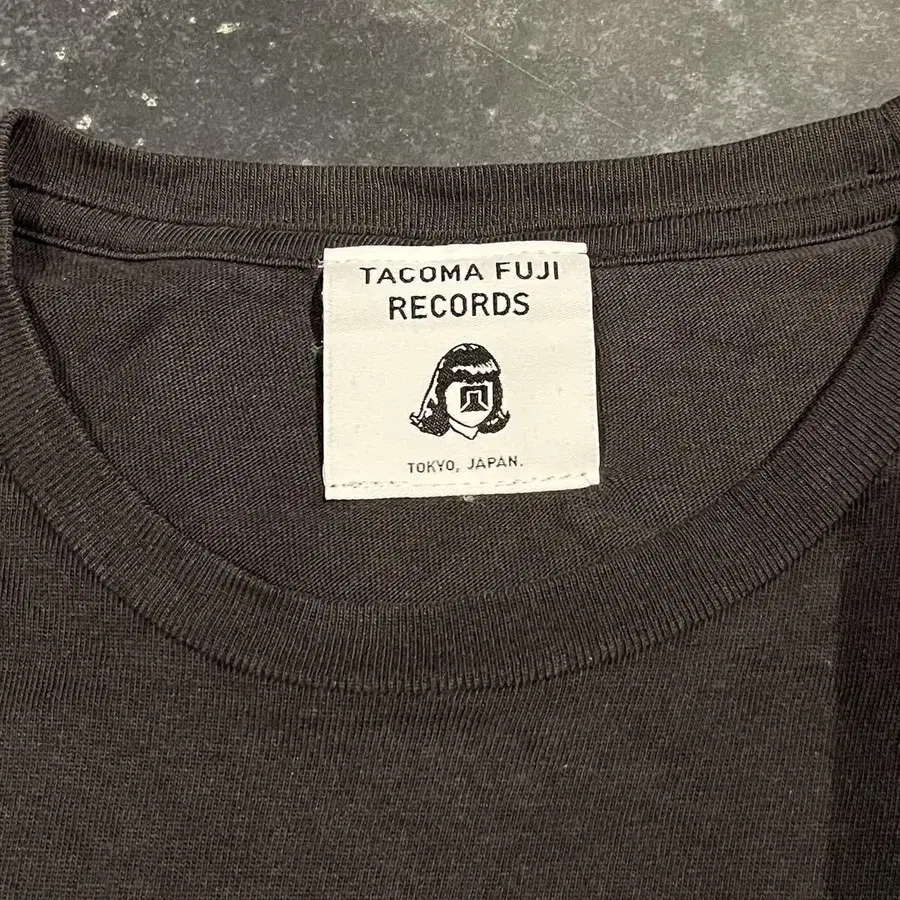 TACOMA FUJI
RECORDS
TOKYO, JAPAN.